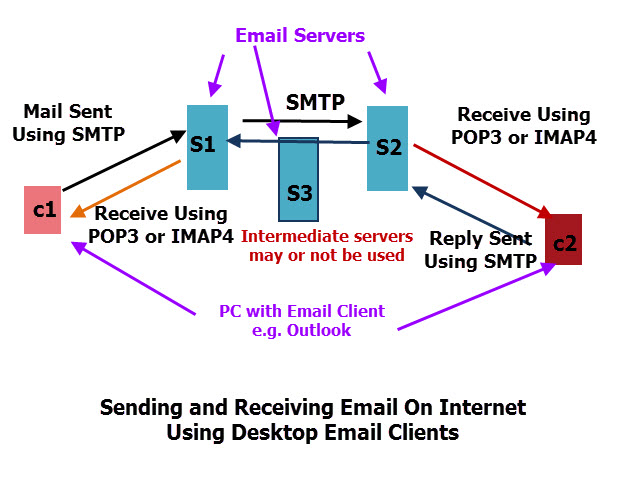 Email Servers
Mail Sent
Using SMTP
SMTP
Receive Using
POP3 or IMAP4
S1
S2
S3
c1
Receive Using
POP3 or IMAP4
Intermediate servers
may or not be used
Reply Sent
Using SMTP
c2
PC with Email Client
e.g. Outlook
Sending and Receiving Email On Internet
Using Desktop Email Clients